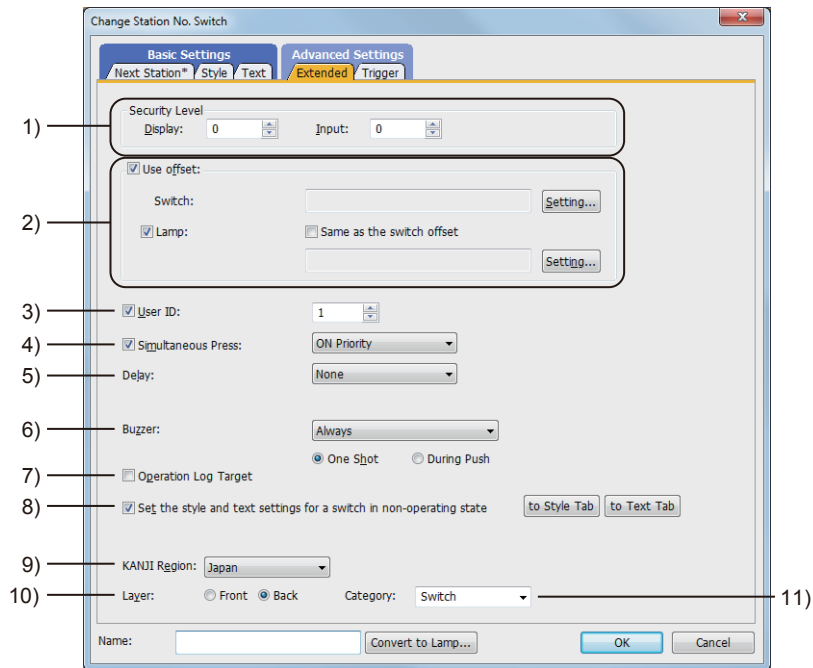 Change Station No. Switch
Basic Settings
Advanced Settings
Next Station* Style Text Extended Trigger
1)
Security Level
Display: 0 Input: 0
2)
Use offset:
Switch: Setting...
Lamp: Same as the switch offset
Setting...
3) User ID: 1
4) Simultaneous Press: ON Priority
5) Delay: None
6) Buzzer: Always
One Shot During Push
7) Operation Log Target
8) Set the style and text settings for a switch in non-operating state to Style Tab to Text Tab
9) KANJI Region: Japan
10) Layer: Front Back Category: Switch 11)
Name: Convert to Lamp... OK Cancel